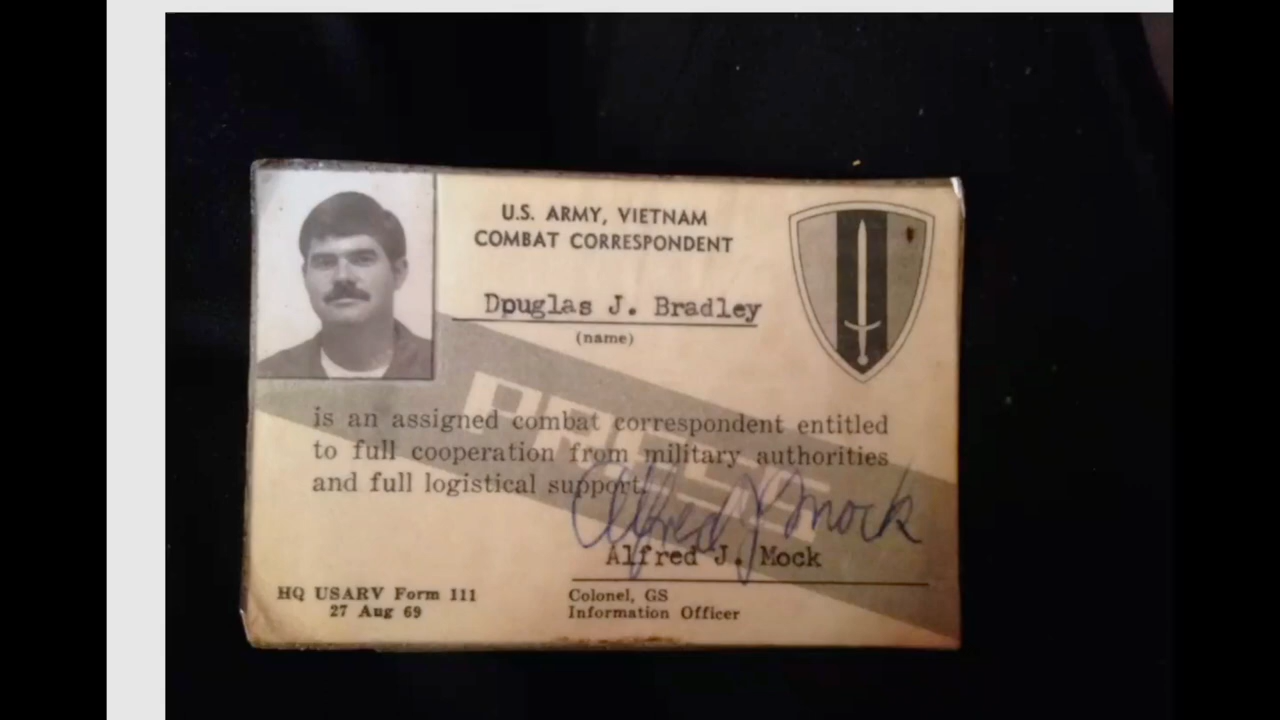 U.S. ARMY, VIETNAM
COMBAT CORRESPONDENT
Dpuglas J. Bradley
(name)
PRESS
is an assigned combat correspondent entitled
to full cooperation from military authorities
and full logistical support.
Alfred J Mock
Alfred J. Mock
HQ USARV Form 111
27 Aug 69
Colonel, GS
Information Officer